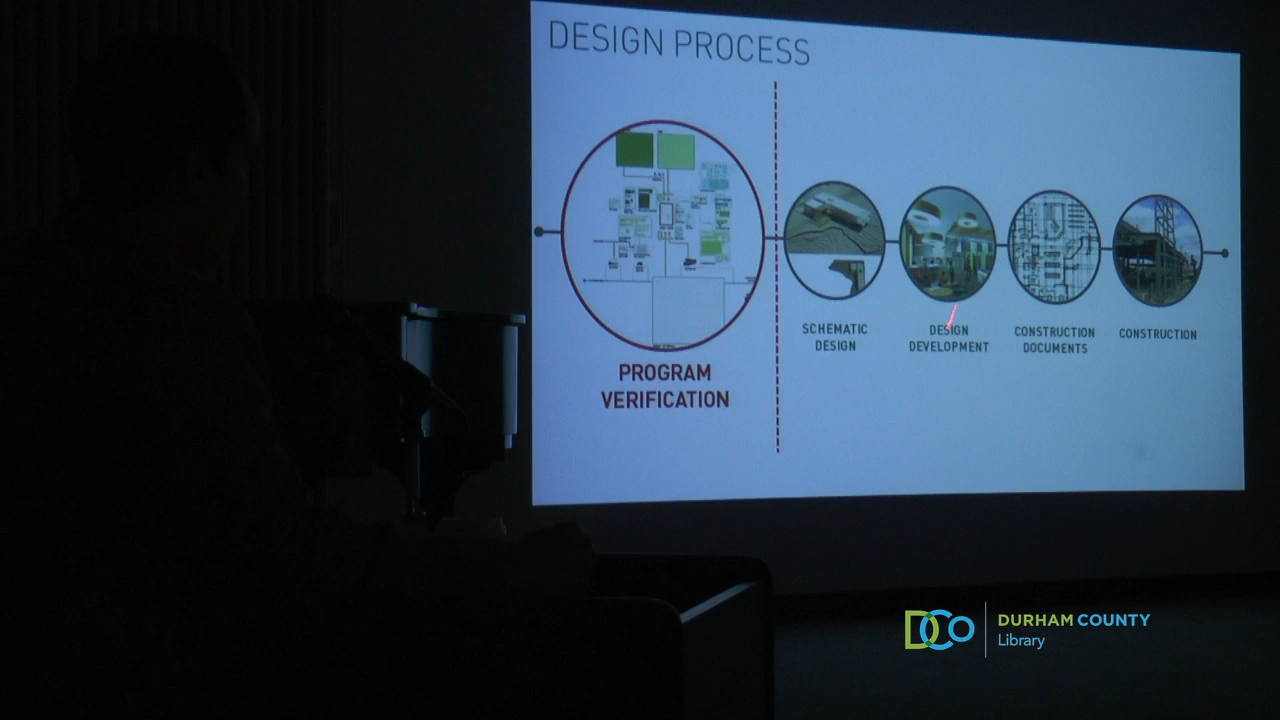 DESIGN PROCESS
PROGRAM
VERIFICATION
SCHEMATIC
DESIGN
DESIGN
DEVELOPMENT
CONSTRUCTION
DOCUMENTS
CONSTRUCTION
DCo
DURHAM COUNTY
Library